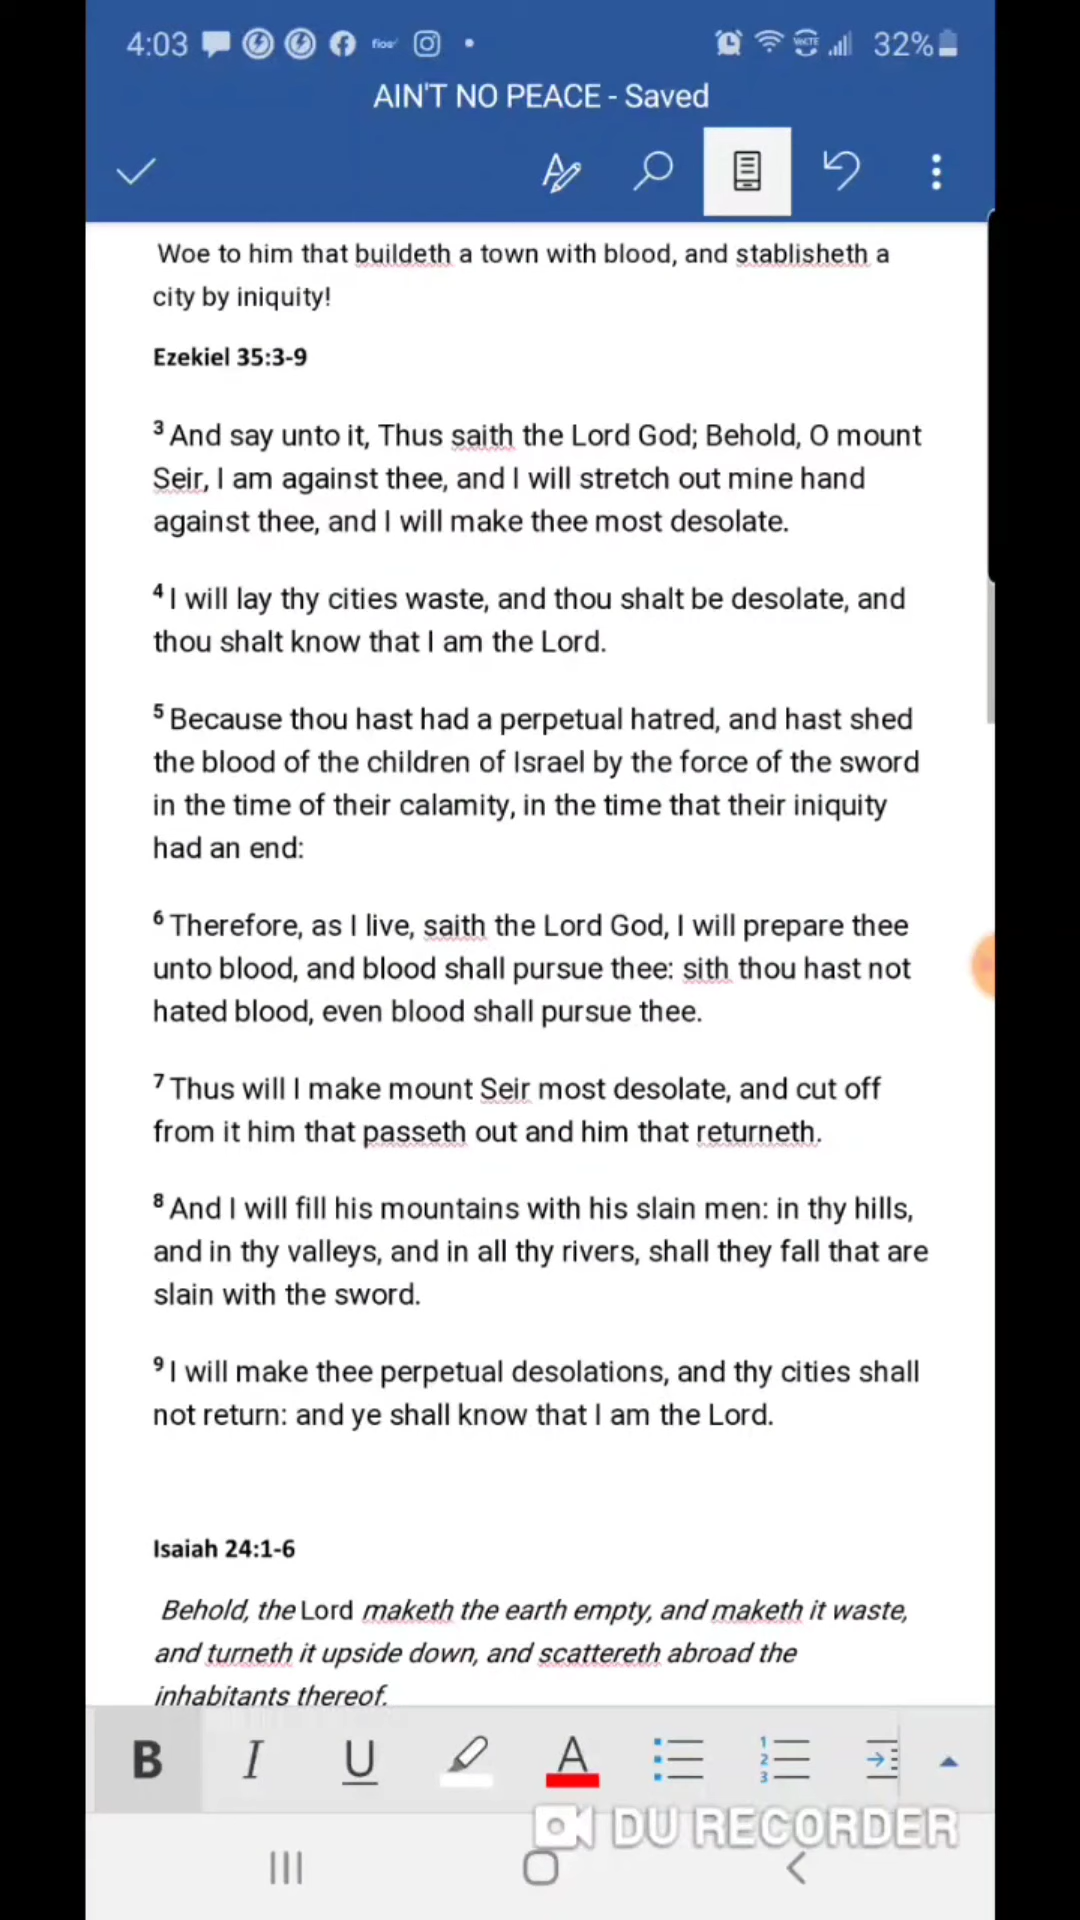 4:03 fios 32%
AIN'T NO PEACE - Saved
Woe to him that buildeth a town with blood, and stablisheth a
city by iniquity!
Ezekiel 35:3-9
3 And say unto it, Thus saith the Lord God; Behold, O mount
Seir, I am against thee, and I will stretch out mine hand
against thee, and I will make thee most desolate.
4 I will lay thy cities waste, and thou shalt be desolate, and
thou shalt know that I am the Lord.
5 Because thou hast had a perpetual hatred, and hast shed
the blood of the children of Israel by the force of the sword
in the time of their calamity, in the time that their iniquity
had an end:
6 Therefore, as I live, saith the Lord God, I will prepare thee
unto blood, and blood shall pursue thee: sith thou hast not
hated blood, even blood shall pursue thee.
7 Thus will I make mount Seir most desolate, and cut off
from it him that passeth out and him that returneth.
8 And I will fill his mountains with his slain men: in thy hills,
and in thy valleys, and in all thy rivers, shall they fall that are
slain with the sword.
9 I will make thee perpetual desolations, and thy cities shall
not return: and ye shall know that I am the Lord.
Isaiah 24:1-6
Behold, the Lord maketh the earth empty, and maketh it waste,
and turneth it upside down, and scattereth abroad the
inhabitants thereof.
B I U A
DU RECORDER